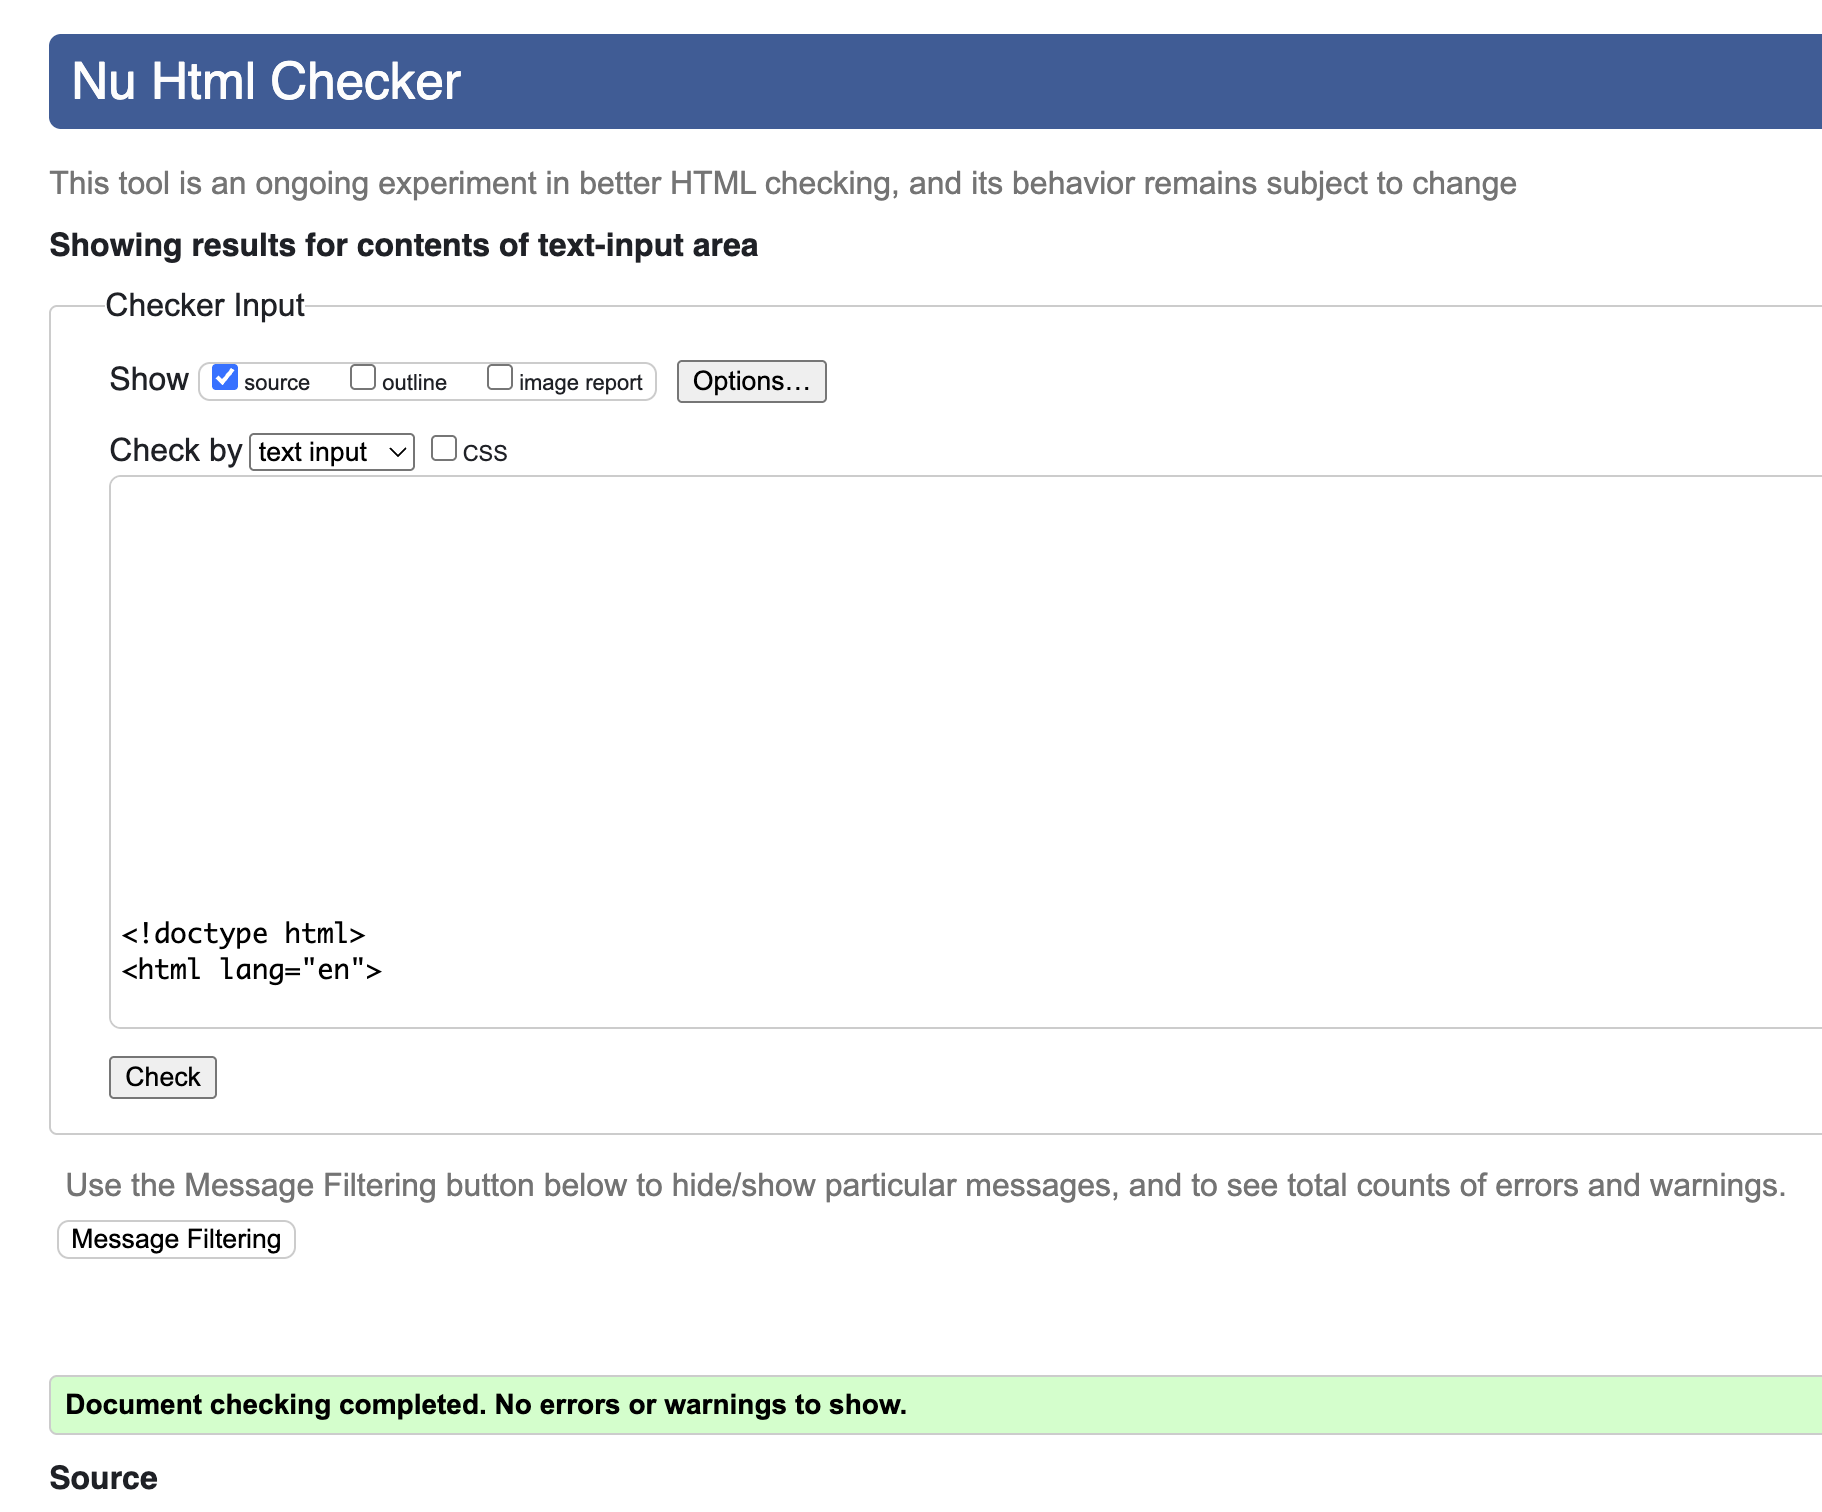 Nu Html Checker
This tool is an ongoing experiment in better HTML checking, and its behavior remains subject to change
Showing results for contents of text-input area
Checker Input
Show source outline image report Options...
Check by text input CSS
<!doctype html>
<html lang="en">
Check
Use the Message Filtering button below to hide/show particular messages, and to see total counts of errors and warnings.
Message Filtering
Document checking completed. No errors or warnings to show.
Source